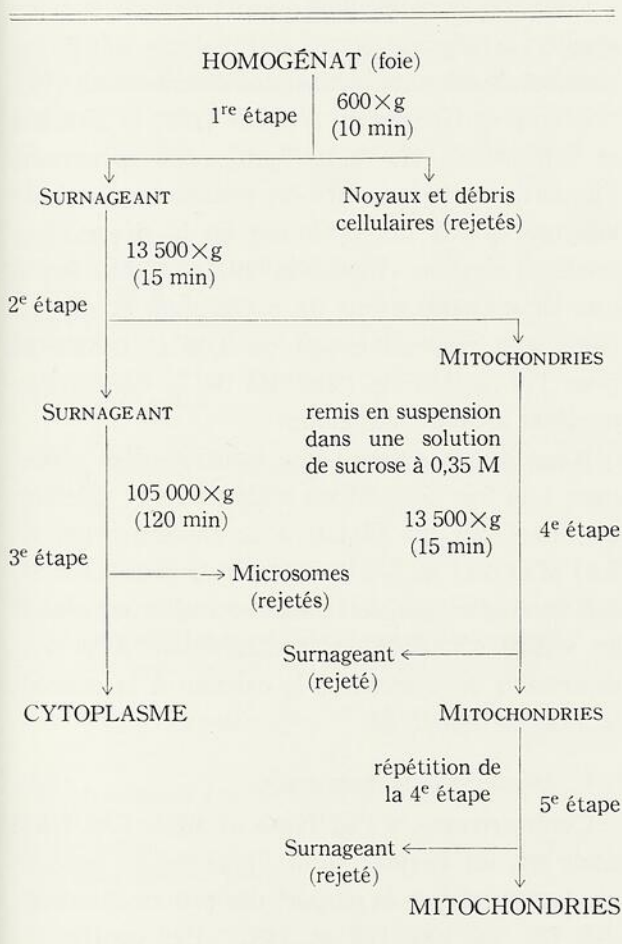 HOMOGÉNAT (foie)
1re étape
600×g
(10 min)
SURNAGEANT
Noyaux et débris
cellulaires (rejetés)
13 500×g
(15 min)
2e étape
MITOCHONDRIES
SURNAGEANT
remis en suspension
dans une solution
de sucrose à 0,35 M
105 000×g
(120 min)
13 500×g
(15 min)
4e étape
3e étape
Microsomes
(rejetés)
Surnageant
(rejeté)
CYTOPLASME
MITOCHONDRIES
répétition de
la 4e étape
5e étape
Surnageant
(rejeté)
MITOCHONDRIES